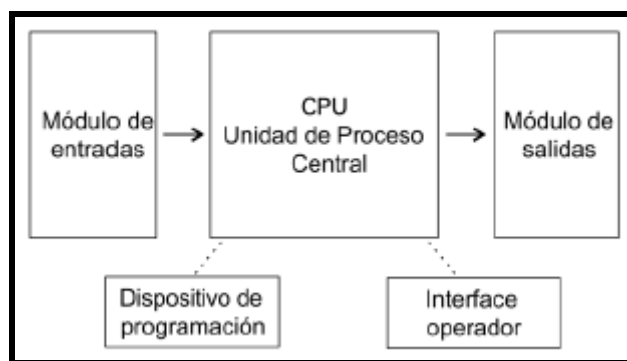 Módulo de
entradas
CPU
Unidad de Proceso
Central
Módulo de
salidas
Dispositivo de
programación
Interface
operador